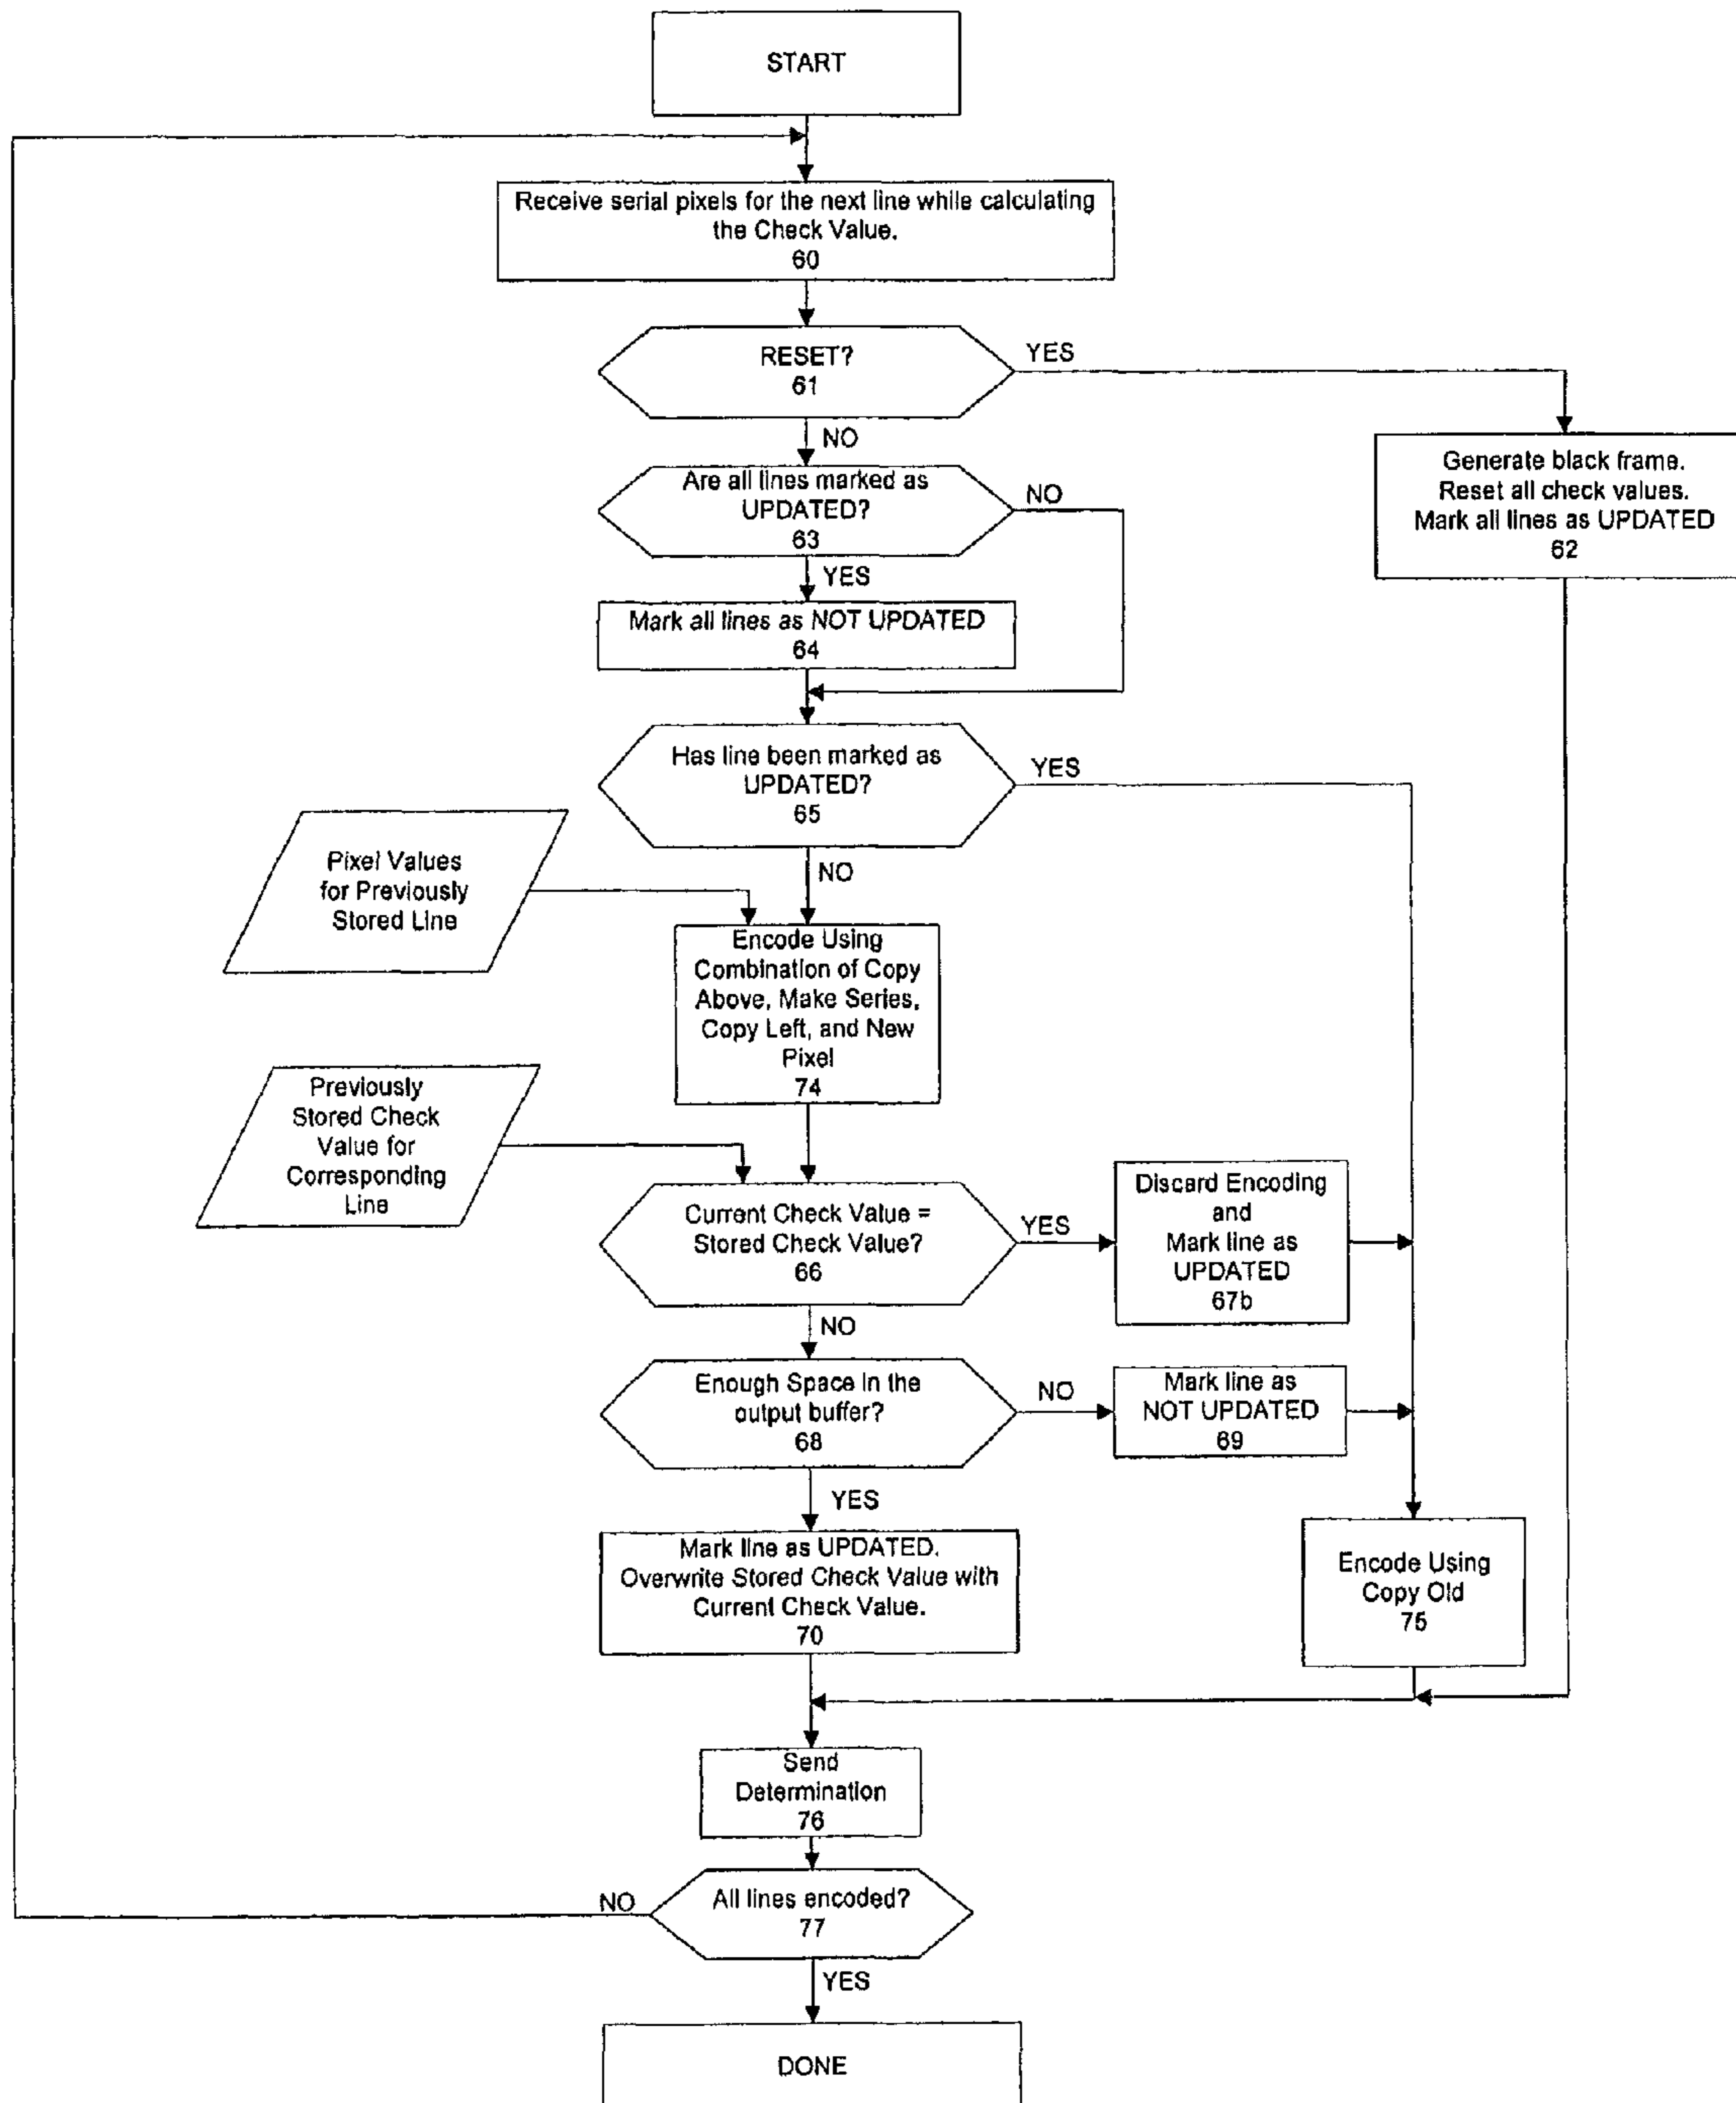 START
Receive serial pixels for the next line while calculating
the Check Value.
60
RESET?
61
YES
NO
Generate black frame.
Reset all check values.
Mark all lines as UPDATED
62
Are all lines marked as
UPDATED?
63
NO
YES
Mark all lines as NOT UPDATED
64
Has line been marked as
UPDATED?
65
YES
NO
Pixel Values
for Previously
Stored Line
Encode Using
Combination of Copy
Above, Make Series,
Copy Left, and New
Pixel
74
Previously
Stored Check
Value for
Corresponding
Line
Current Check Value =
Stored Check Value?
66
YES
Discard Encoding
and
Mark line as
UPDATED
67b
NO
Enough Space in the
output buffer?
68
NO
Mark line as
NOT UPDATED
69
YES
Mark line as UPDATED.
Overwrite Stored Check Value with
Current Check Value.
70
Encode Using
Copy Old
75
Send
Determination
76
All lines encoded?
77
NO
YES
DONE